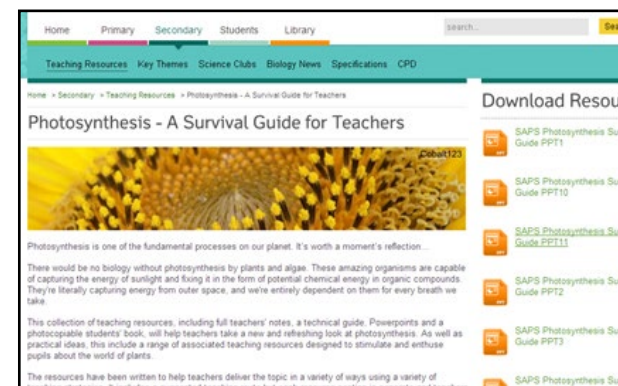 Home Primary Secondary Students Library search...
Teaching Resources Key Themes Science Clubs Biology News Specifications CPD
Home » Secondary » Teaching Resources » Photosynthesis - A Survival Guide for Teachers
Photosynthesis - A Survival Guide for Teachers
Cobalt123
Photosynthesis is one of the fundamental processes on our planet. It's worth a moment's reflection...
There would be no biology without photosynthesis by plants and algae. These amazing organisms are capable
of capturing the energy of sunlight and fixing it in the form of potential chemical energy in organic compounds.
They're literally capturing energy from outer space, and we're entirely dependent on them for every breath we
take.
This collection of teaching resources, including full teachers' notes, a technical guide, Powerpoints and a
photocopiable students' book, will help teachers take a new and refreshing look at photosynthesis. As well as
practical ideas, this include a range of associated teaching resources designed to stimulate and enthuse
pupils about the world of plants.
The resources have been written to help teachers deliver the topic in a variety of ways using a variety of
Download Resou
SAPS Photosynthesis Su
Guide PPT1
SAPS Photosynthesis Su
Guide PPT10
SAPS Photosynthesis Su
Guide PPT11
SAPS Photosynthesis Su
Guide PPT2
SAPS Photosynthesis Su
Guide PPT3
SAPS Photosynthesis Su